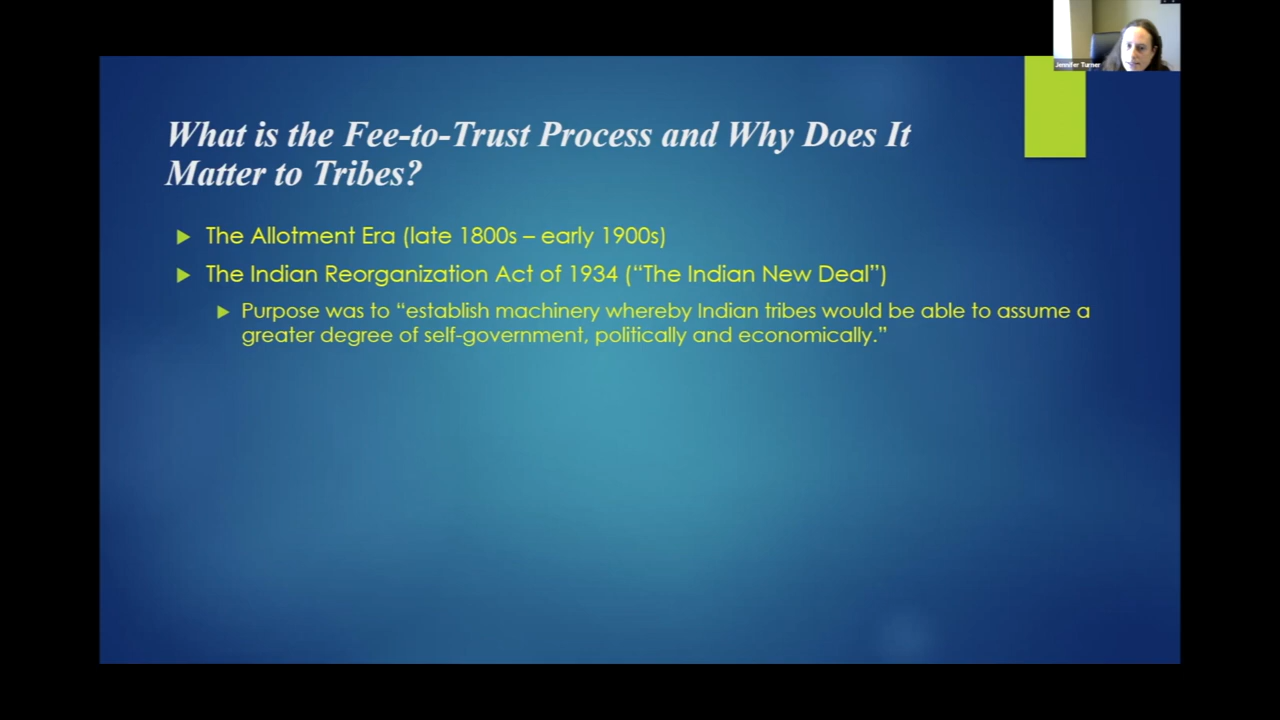 Jennifer Turner
What is the Fee-to-Trust Process and Why Does It
Matter to Tribes?
The Allotment Era (late 1800s – early 1900s)
The Indian Reorganization Act of 1934 (“The Indian New Deal”)
Purpose was to “establish machinery whereby Indian tribes would be able to assume a
greater degree of self-government, politically and economically.”